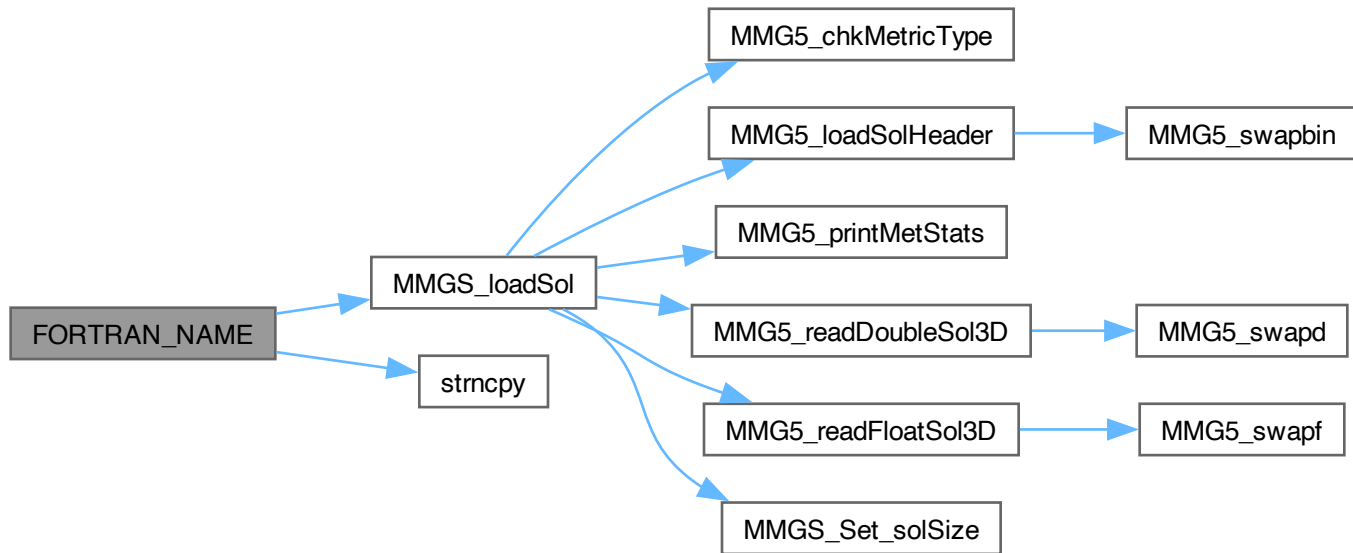 MMG5_chkMetricType
MMG5_loadSolHeader
MMG5_swapbin
MMG5_printMetStats
MMGS_loadSol
FORTRAN_NAME
MMG5_readDoubleSol3D
MMG5_swapd
strncpy
MMG5_readFloatSol3D
MMG5_swapf
MMGS_Set_solSize